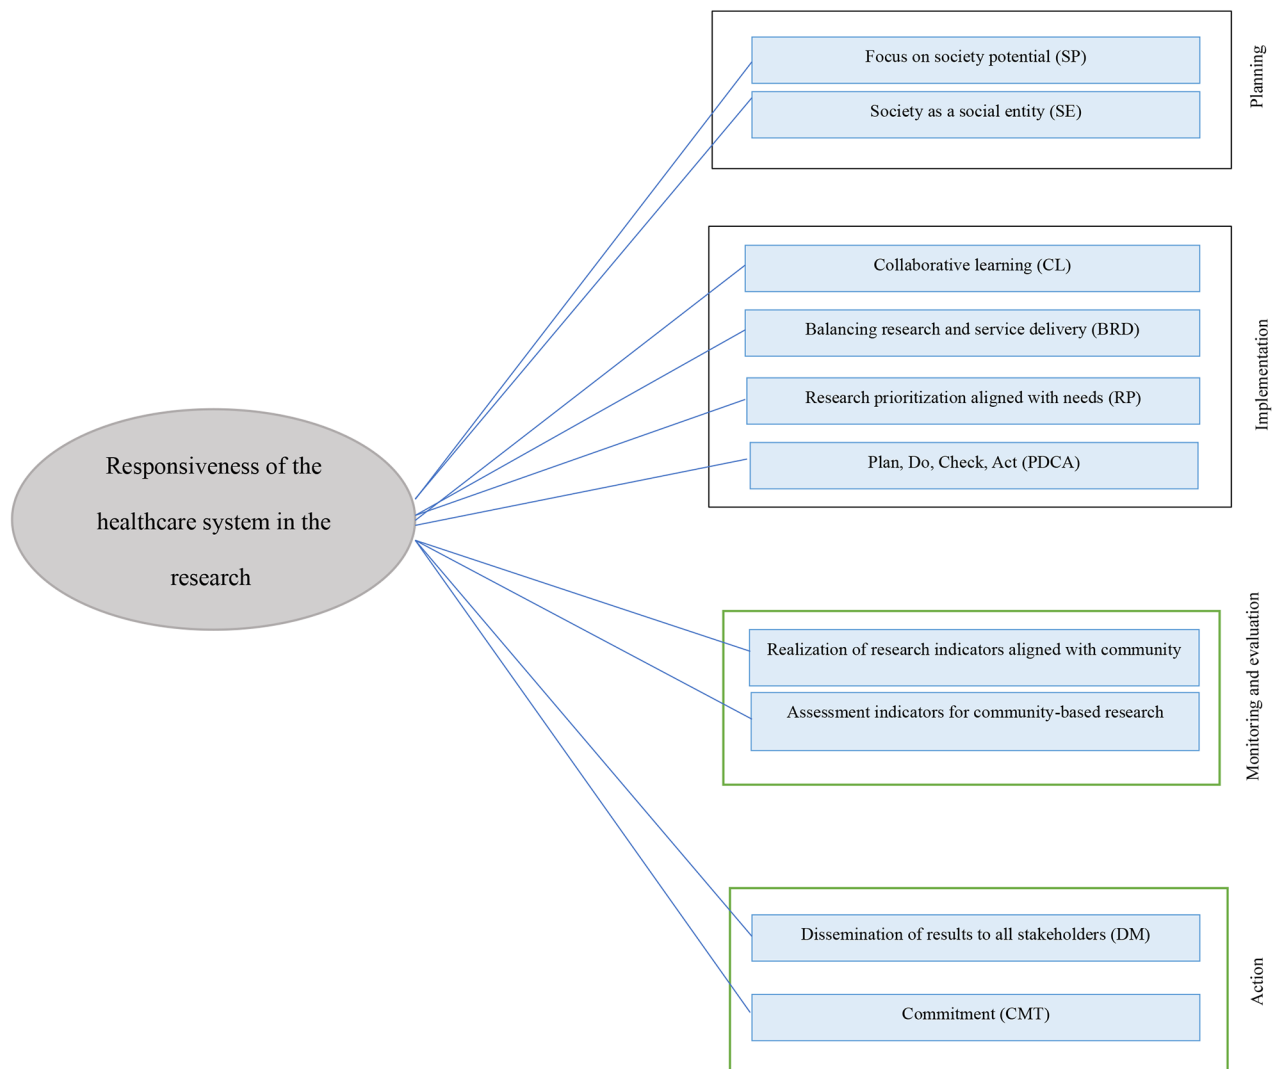 Focus on society potential (SP)
Society as a social entity (SE)
Planning
Collaborative learning (CL)
Balancing research and service delivery (BRD)
Research prioritization aligned with needs (RP)
Plan, Do, Check, Act (PDCA)
Implementation
Responsiveness of the
healthcare system in the
research
Realization of research indicators aligned with community
Assessment indicators for community-based research
Monitoring and evaluation
Dissemination of results to all stakeholders (DM)
Commitment (CMT)
Action